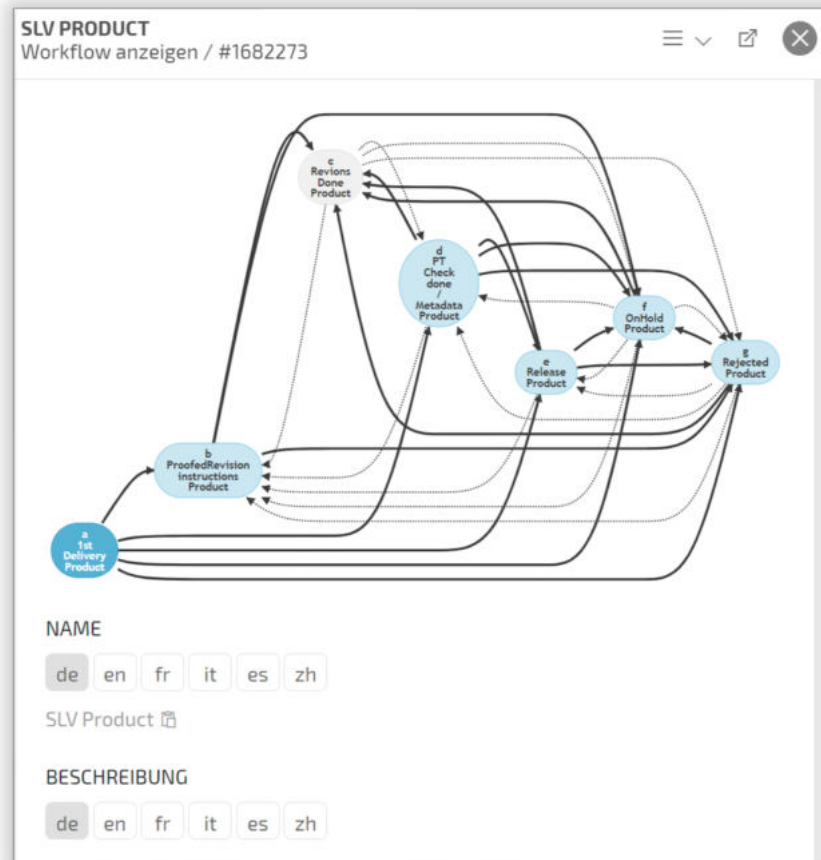 SLV PRODUCT
Workflow anzeigen / #1682273
c
Revions
Done
Product
d
PT
Check
done
/
Metadata
Product
f
OnHold
Product
g
Rejected
Product
e
Release
Product
b
ProofedRevision
instructions
Product
a
1st
Delivery
Product
NAME
de en fr it es zh
SLV Product
BESCHREIBUNG
de en fr it es zh